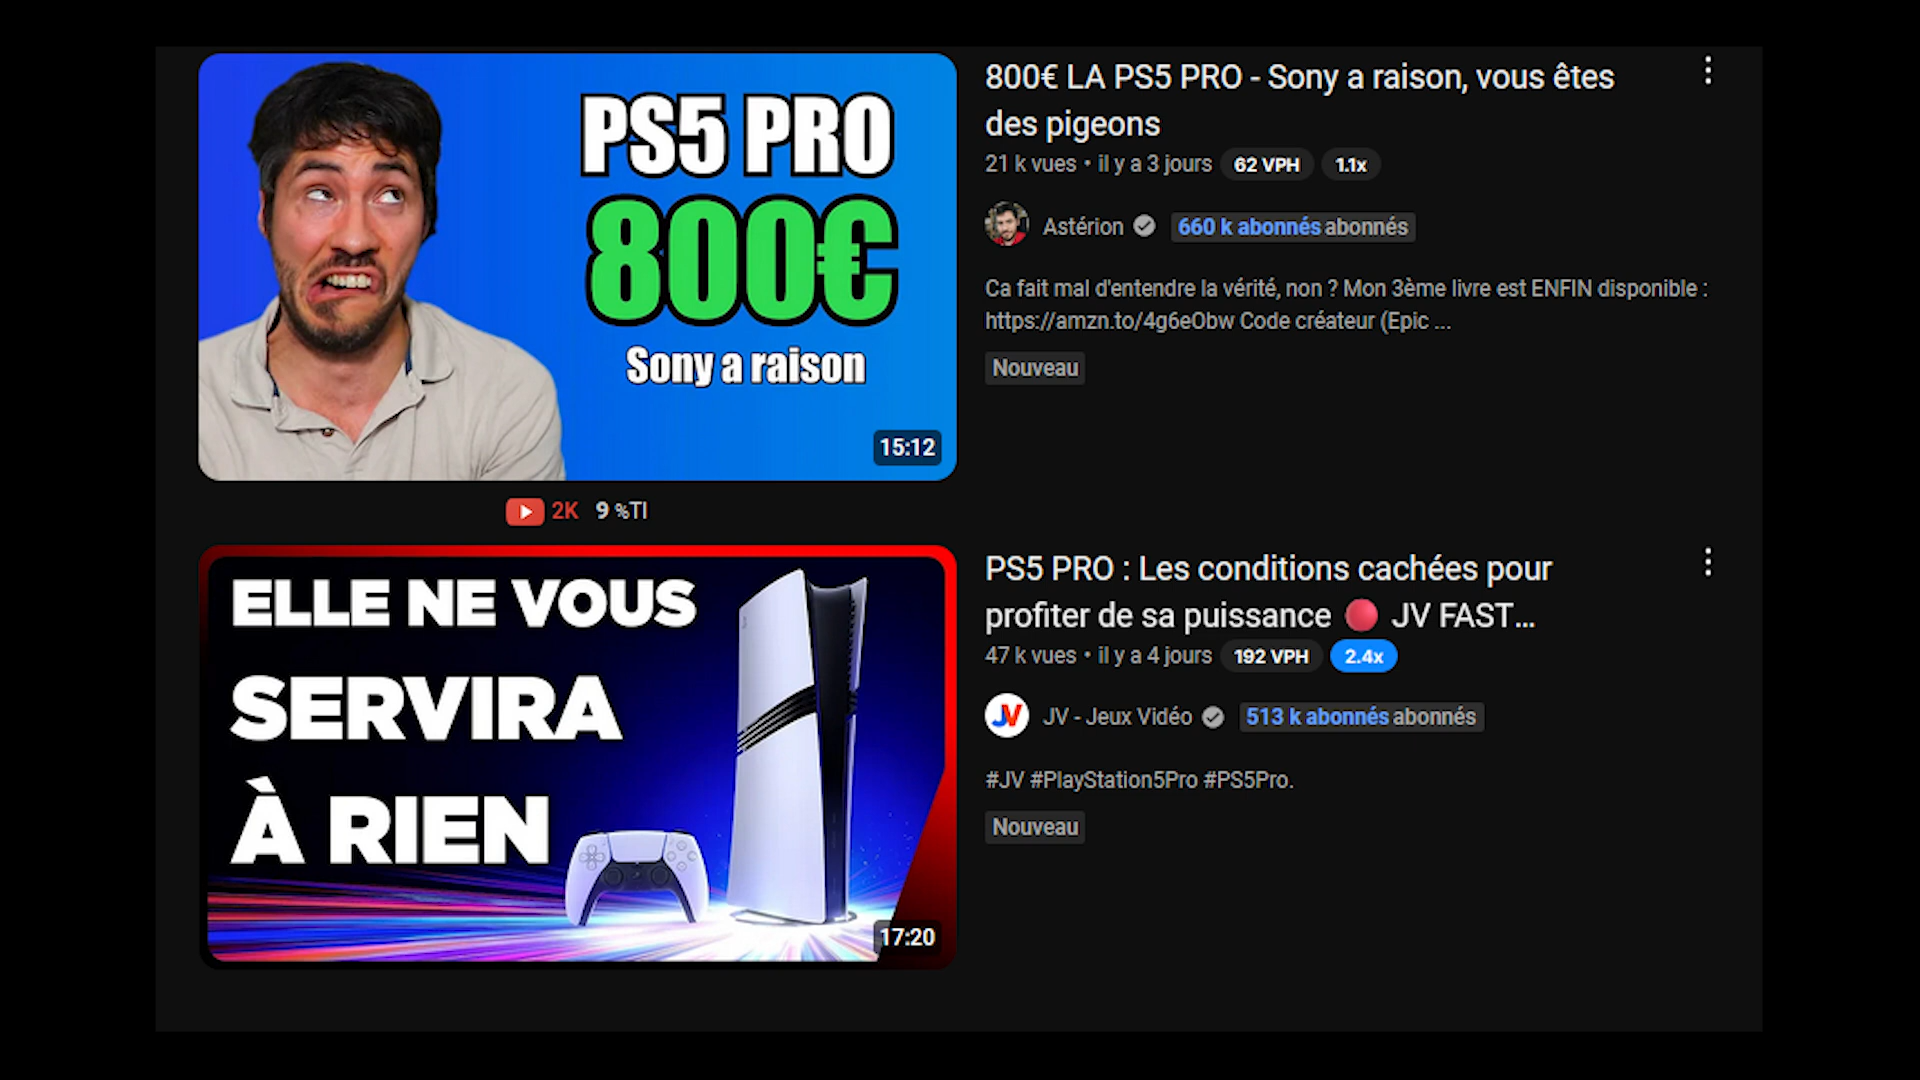 PS5 PRO
800€
Sony a raison
15:12
800€ LA PS5 PRO - Sony a raison, vous êtes
des pigeons
21 k vues • il y a 3 jours 62 VPH 1.1x
Astérion 660 k abonnés abonnés
Ca fait mal d'entendre la vérité, non ? Mon 3ème livre est ENFIN disponible :
https://amzn.to/4g6eObw Code créateur (Epic ...
Nouveau
2K 9 %TI
ELLE NE VOUS
SERVIRA
À RIEN
17:20
PS5 PRO : Les conditions cachées pour
profiter de sa puissance 🔴 JV FAST...
47 k vues • il y a 4 jours 192 VPH 2.4x
JV
JV - Jeux Vidéo 513 k abonnés abonnés
#JV #PlayStation5Pro #PS5Pro.
Nouveau